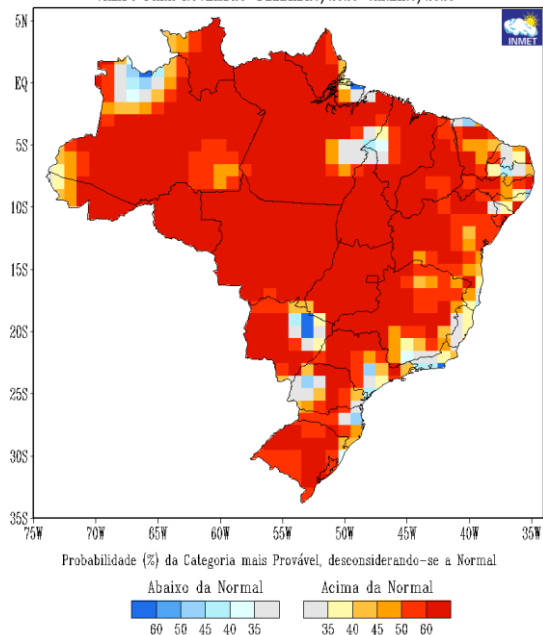 INMET
5N
EQ
5S
10S
15S
20S
25S
30S
35S
75W 70W 65W 60W 55W 50W 45W 40W 35W
Probabilidade (%) da Categoria mais Provável, desconsiderando-se a Normal
Abaixo da Normal Acima da Normal
60 50 45 40 35 35 40 45 50 60